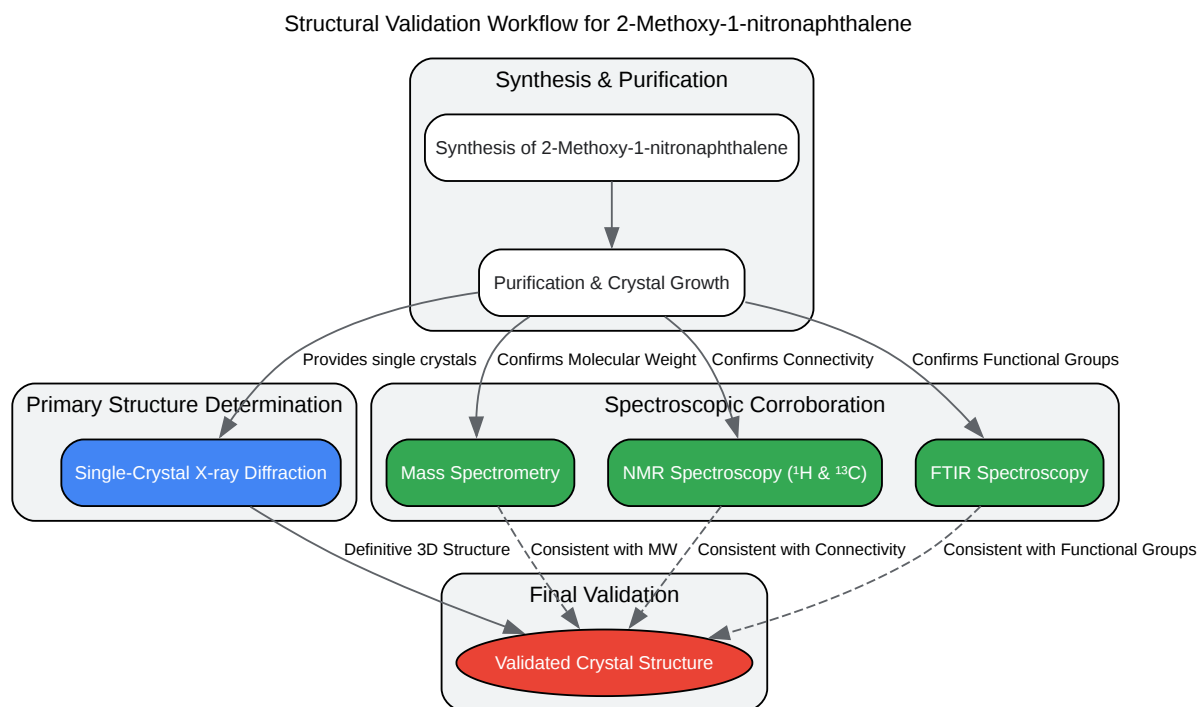 Structural Validation Workflow for 2-Methoxy-1-nitronaphthalene
Synthesis & Purification
Synthesis of 2-Methoxy-1-nitronaphthalene
Purification & Crystal Growth
Provides single crystals
Confirms Molecular Weight
Confirms Connectivity
Confirms Functional Groups
Primary Structure Determination
Spectroscopic Corroboration
Single-Crystal X-ray Diffraction
Mass Spectrometry
NMR Spectroscopy (¹H & ¹³C)
FTIR Spectroscopy
Definitive 3D Structure
Consistent with MW
Consistent with Connectivity
Consistent with Functional Groups
Final Validation
Validated Crystal Structure